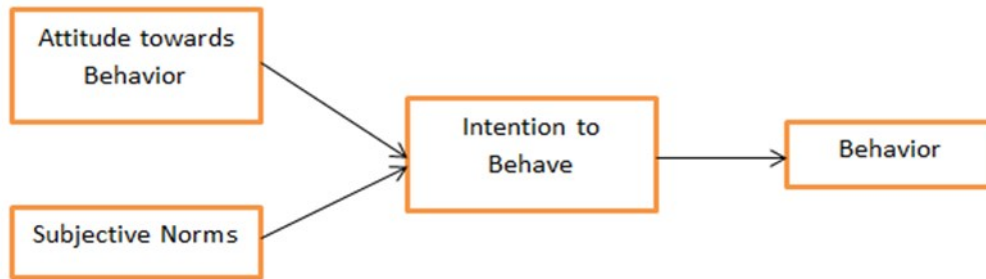 Attitude towards
Behavior
Intention to
Behave
Behavior
Subjective Norms